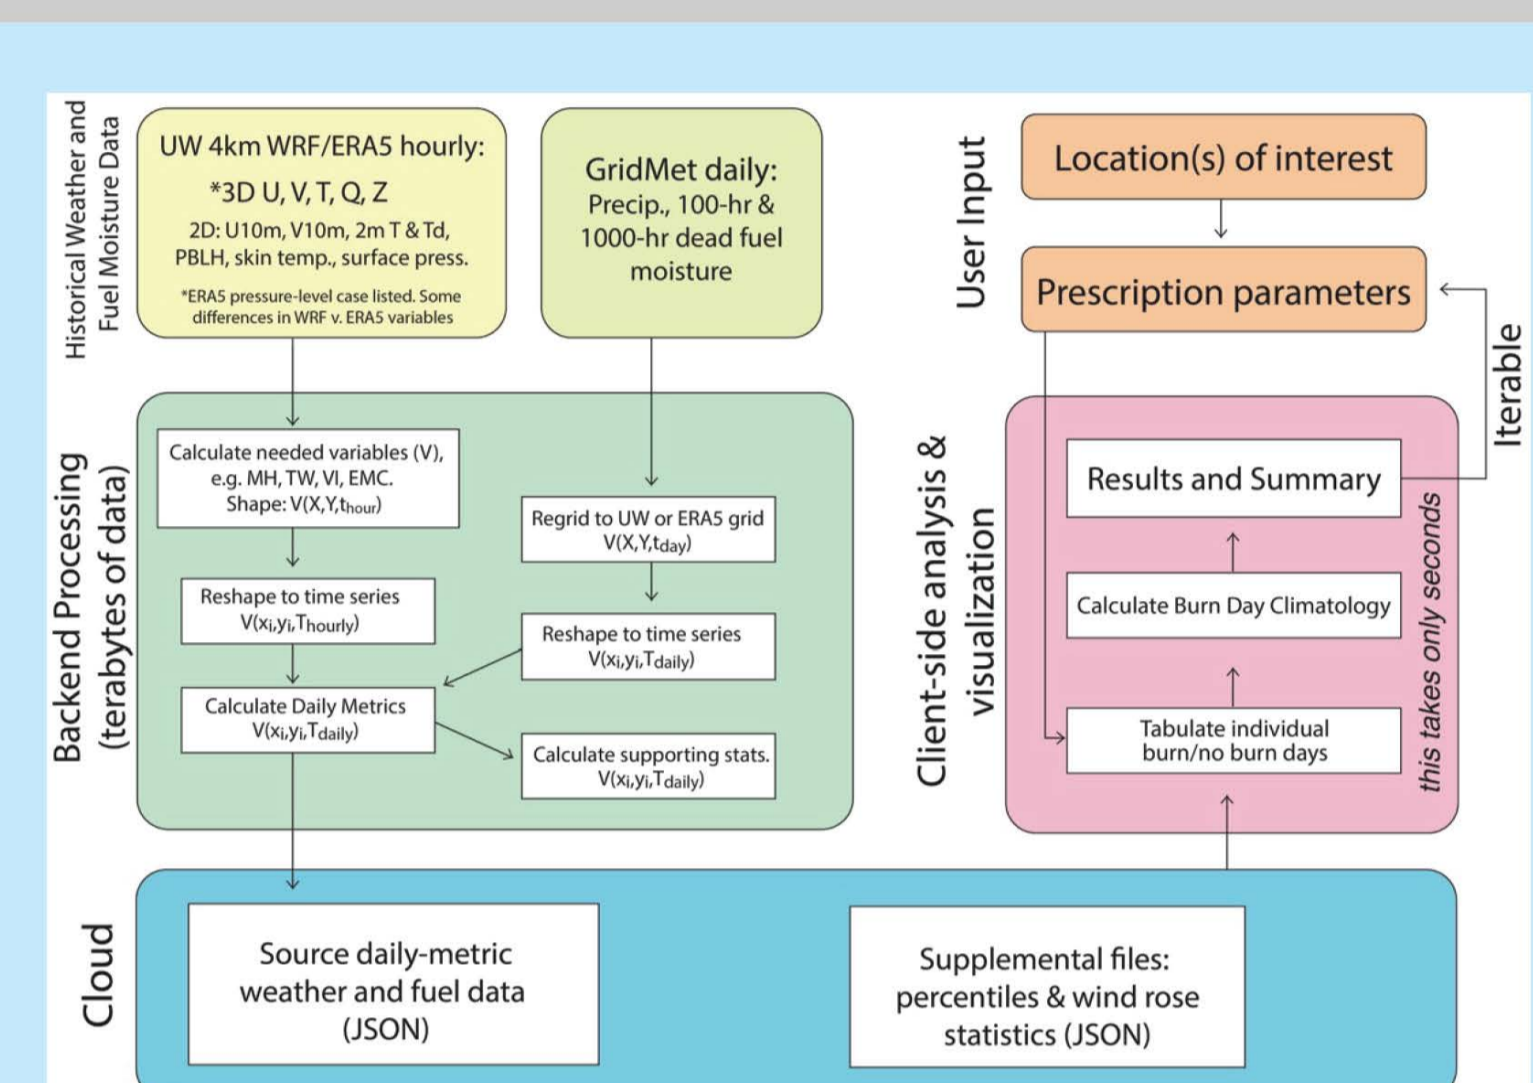 Historical Weather and
Fuel Moisture Data
UW 4km WRF/ERA5 hourly:
*3D U, V, T, Q, Z
2D: U10m, V10m, 2m T & Td,
PBLH, skin temp., surface press.
*ERA5 pressure-level case listed. Some
differences in WRF v. ERA5 variables
GridMet daily:
Precip., 100-hr &
1000-hr dead fuel
moisture
User Input
Location(s) of interest
Prescription parameters
Iterable
Backend Processing
(terabytes of data)
Calculate needed variables (V),
e.g. MH, TW, VI, EMC.
Shape: V(X,Y,thour)
Reshape to time series
V(xi,yi,Thourly)
Calculate Daily Metrics
V(xi,yi,Tdaily)
Regrid to UW or ERA5 grid
V(X,Y,tday)
Reshape to time series
V(xi,yi,Tdaily)
Calculate supporting stats.
V(xi,yi,Tdaily)
Client-side analysis &
visualization
Results and Summary
Calculate Burn Day Climatology
Tabulate individual
burn/no burn days
this takes only seconds
Cloud
Source daily-metric
weather and fuel data
(JSON)
Supplemental files:
percentiles & wind rose
statistics (JSON)